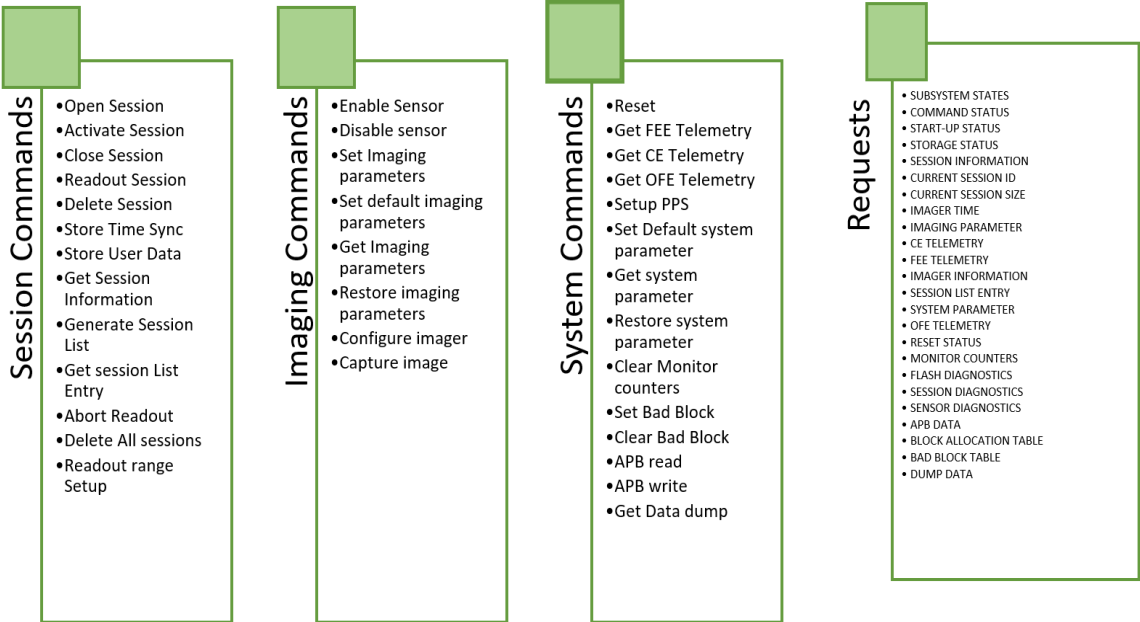 Session Commands
•Open Session
•Activate Session
•Close Session
•Readout Session
•Delete Session
•Store Time Sync
•Store User Data
•Get Session
Information
•Generate Session
List
•Get session List
Entry
•Abort Readout
•Delete All sessions
•Readout range
Setup
Imaging Commands
•Enable Sensor
•Disable sensor
•Set Imaging
parameters
•Set default imaging
parameters
•Get Imaging
parameters
•Restore imaging
parameters
•Configure imager
•Capture image
System Commands
•Reset
•Get FEE Telemetry
•Get CE Telemetry
•Get OFE Telemetry
•Setup PPS
•Set Default system
parameter
•Get system
parameter
•Restore system
parameter
•Clear Monitor
counters
•Set Bad Block
•Clear Bad Block
•APB read
•APB write
•Get Data dump
Requests
• SUBSYSTEM STATES
• COMMAND STATUS
• START-UP STATUS
• STORAGE STATUS
• SESSION INFORMATION
• CURRENT SESSION ID
• CURRENT SESSION SIZE
• IMAGER TIME
• IMAGING PARAMETER
• CE TELEMETRY
• FEE TELEMETRY
• IMAGER INFORMATION
• SESSION LIST ENTRY
• SYSTEM PARAMETER
• OFE TELEMETRY
• RESET STATUS
• MONITOR COUNTERS
• FLASH DIAGNOSTICS
• SESSION DIAGNOSTICS
• SENSOR DIAGNOSTICS
• APB DATA
• BLOCK ALLOCATION TABLE
• BAD BLOCK TABLE
• DUMP DATA